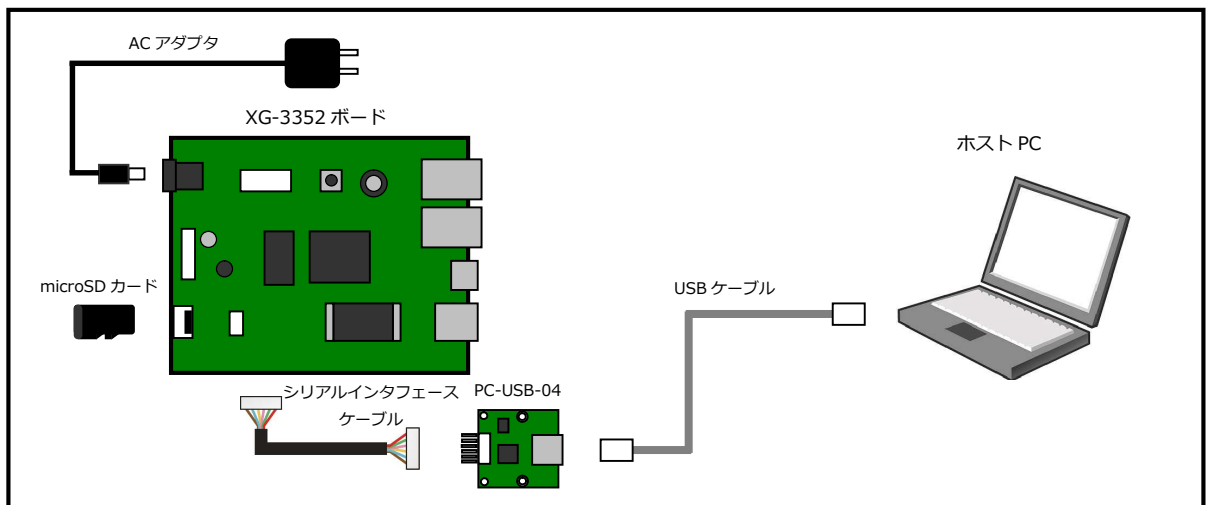 AC アダプタ
XG-3352 ボード
ホスト PC
microSD カード
USB ケーブル
シリアルインタフェース
ケーブル
PC-USB-04